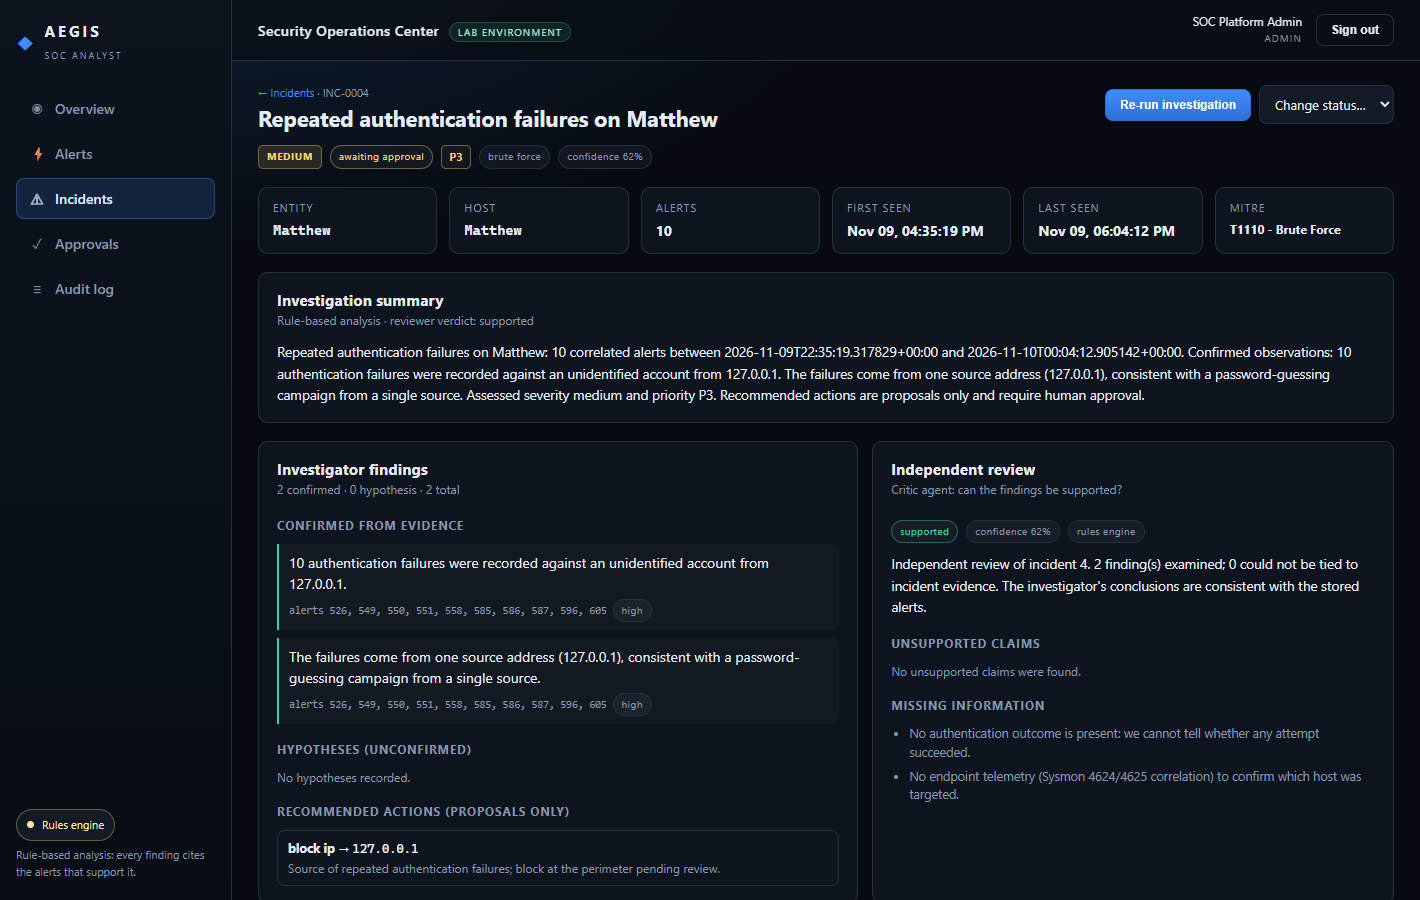 AEGIS
SOC ANALYST
Overview
Alerts
Incidents
Approvals
Audit log
Rules engine
Rule-based analysis: every finding cites
the alerts that support it.
Security Operations Center
LAB ENVIRONMENT
SOC Platform Admin
ADMIN
Sign out
← Incidents · INC-0004
Repeated authentication failures on Matthew
Re-run investigation
Change status...
MEDIUM
awaiting approval
P3
brute force
confidence 62%
ENTITY
Matthew
HOST
Matthew
ALERTS
10
FIRST SEEN
Nov 09, 04:35:19 PM
LAST SEEN
Nov 09, 06:04:12 PM
MITRE
T1110 - Brute Force
Investigation summary
Rule-based analysis · reviewer verdict: supported
Repeated authentication failures on Matthew: 10 correlated alerts between 2026-11-09T22:35:19.317829+00:00 and 2026-11-10T00:04:12.905142+00:00. Confirmed observations: 10
authentication failures were recorded against an unidentified account from 127.0.0.1. The failures come from one source address (127.0.0.1), consistent with a password-guessing
campaign from a single source. Assessed severity medium and priority P3. Recommended actions are proposals only and require human approval.
Investigator findings
2 confirmed · 0 hypothesis · 2 total
CONFIRMED FROM EVIDENCE
10 authentication failures were recorded against an unidentified account from
127.0.0.1.
alerts 526, 549, 550, 551, 558, 585, 586, 587, 596, 605 high
The failures come from one source address (127.0.0.1), consistent with a password-
guessing campaign from a single source.
alerts 526, 549, 550, 551, 558, 585, 586, 587, 596, 605 high
HYPOTHESES (UNCONFIRMED)
No hypotheses recorded.
RECOMMENDED ACTIONS (PROPOSALS ONLY)
block ip → 127.0.0.1
Source of repeated authentication failures; block at the perimeter pending review.
Independent review
Critic agent: can the findings be supported?
supported
confidence 62%
rules engine
Independent review of incident 4. 2 finding(s) examined; 0 could not be tied to
incident evidence. The investigator's conclusions are consistent with the stored
alerts.
UNSUPPORTED CLAIMS
No unsupported claims were found.
MISSING INFORMATION
• No authentication outcome is present: we cannot tell whether any attempt
succeeded.
• No endpoint telemetry (Sysmon 4624/4625 correlation) to confirm which host was
targeted.